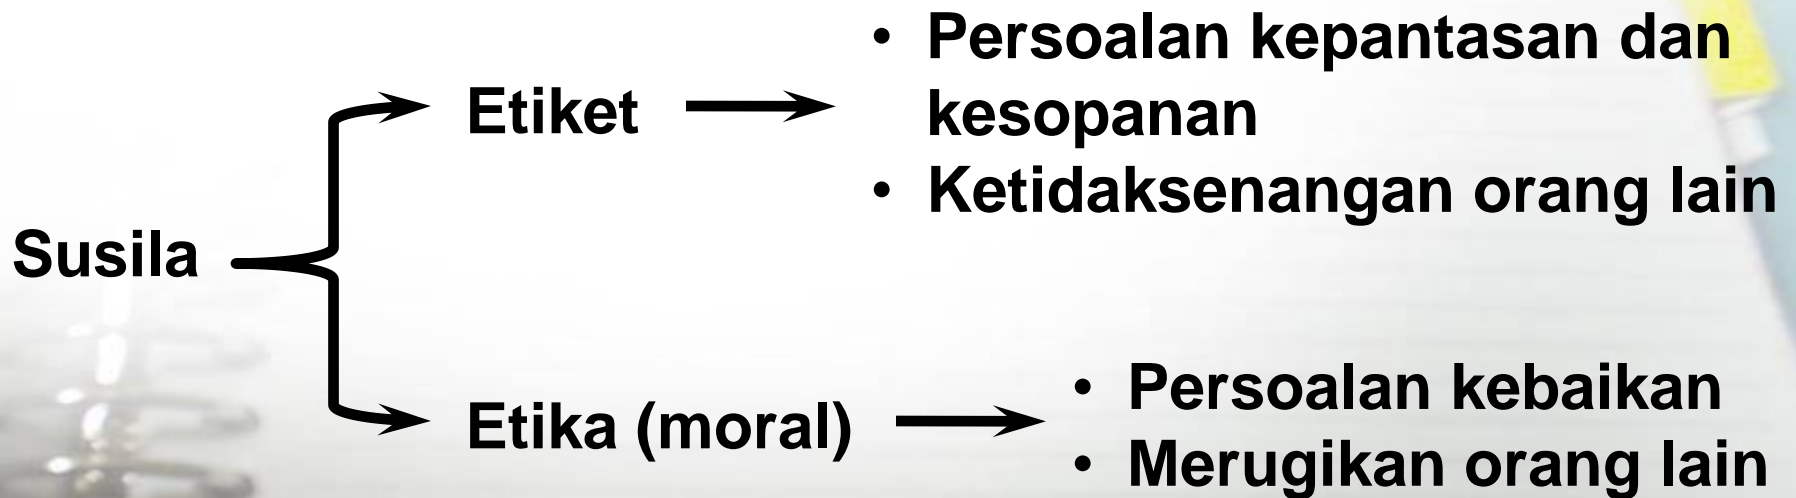 • Persoalan kepantasan dan
kesopanan
• Ketidaksenangan orang lain
Etiket
Susila
Etika (moral)
• Persoalan kebaikan
• Merugikan orang lain